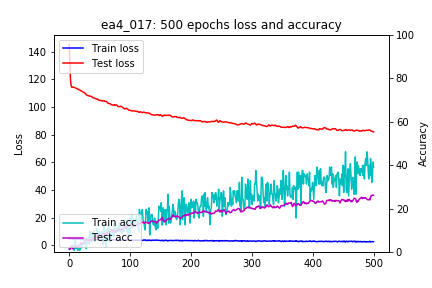 ea4_017: 500 epochs loss and accuracy
Train loss
Test loss
Train acc
Test acc
Loss
140
120
100
80
60
40
20
0
Accuracy
100
80
60
40
20
0
0 100 200 300 400 500